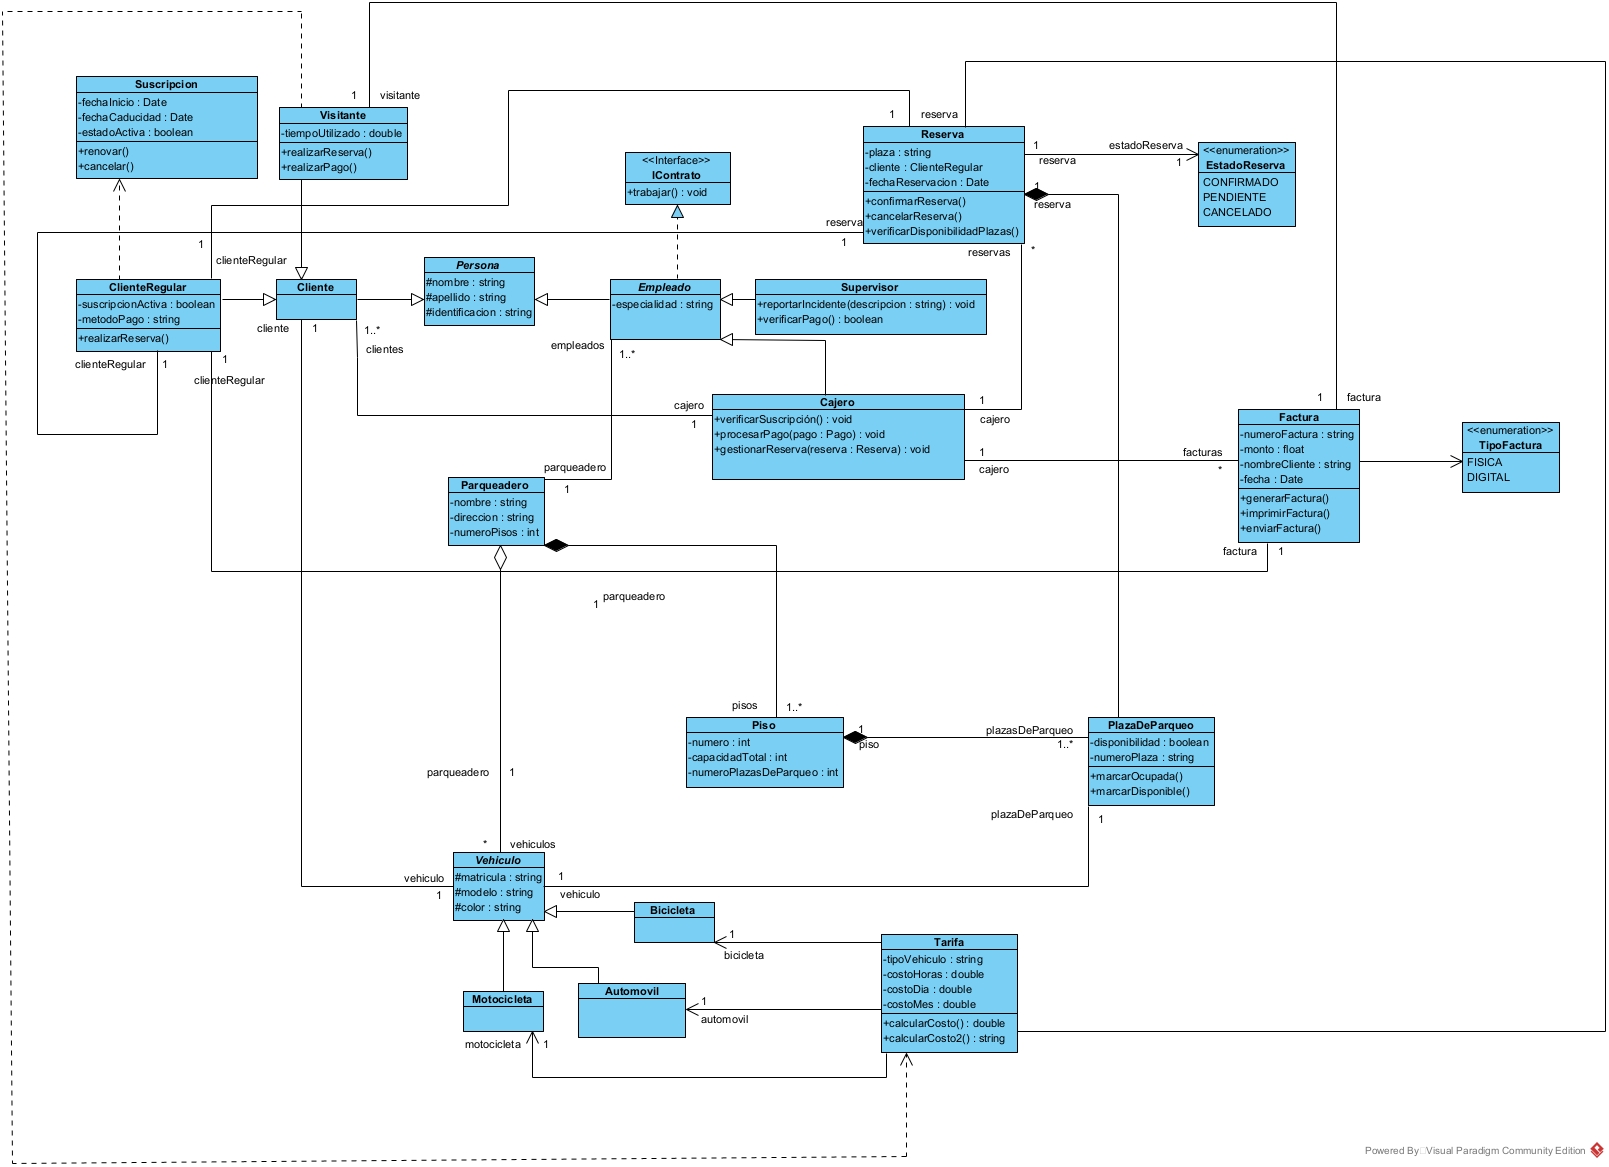 1 visitante
Suscripcion
-fechaInicio : Date
-fechaCaducidad : Date
-estadoActiva : boolean
+renovar()
+cancelar()
Visitante
-tiempoUtilizado : double
+realizarReserva()
+realizarPago()
1 reserva
Reserva
-plaza : string
-cliente : ClienteRegular
-fechaReservacion : Date
+confirmarReserva()
+cancelarReserva()
+verificarDisponibilidadPlazas()
1 estadoReserva
reserva 1
<<enumeration>>
EstadoReserva
CONFIRMADO
PENDIENTE
CANCELADO
<<Interface>>
IContrato
+trabajar() : void
1
reserva
reserva
1
reservas *
1
clienteRegular
ClienteRegular
-suscripcionActiva : boolean
-metodoPago : string
+realizarReserva()
Cliente
Persona
#nombre : string
#apellido : string
#identificacion : string
Empleado
-especialidad : string
Supervisor
+reportarIncidente(descripcion : string) : void
+verificarPago() : boolean
cliente 1
1..*
clientes
empleados
1..*
clienteRegular 1
1
clienteRegular
Cajero
+verificarSuscripción() : void
+procesarPago(pago : Pago) : void
+gestionarReserva(reserva : Reserva) : void
cajero
1
1
cajero
1
cajero
facturas
*
1 factura
Factura
-numeroFactura : string
-monto : float
-nombreCliente : string
-fecha : Date
+generarFactura()
+imprimirFactura()
+enviarFactura()
factura 1
<<enumeration>>
TipoFactura
FISICA
DIGITAL
parqueadero
1
Parqueadero
-nombre : string
-direccion : string
-numeroPisos : int
1 parqueadero
pisos 1..*
Piso
-numero : int
-capacidadTotal : int
-numeroPlazasDeParqueo : int
1
piso
plazasDeParqueo
1..*
PlazaDeParqueo
-disponibilidad : boolean
-numeroPlaza : string
+marcarOcupada()
+marcarDisponible()
plazaDeParqueo 1
parqueadero 1
* vehiculos
Vehiculo
#matricula : string
#modelo : string
#color : string
vehiculo
1
1
vehiculo
Bicicleta
1
bicicleta
Tarifa
-tipoVehiculo : string
-costoHoras : double
-costoDia : double
-costoMes : double
+calcularCosto() : double
+calcularCosto2() : string
Motocicleta
Automovil
1
automovil
motocicleta 1
Powered By Visual Paradigm Community Edition